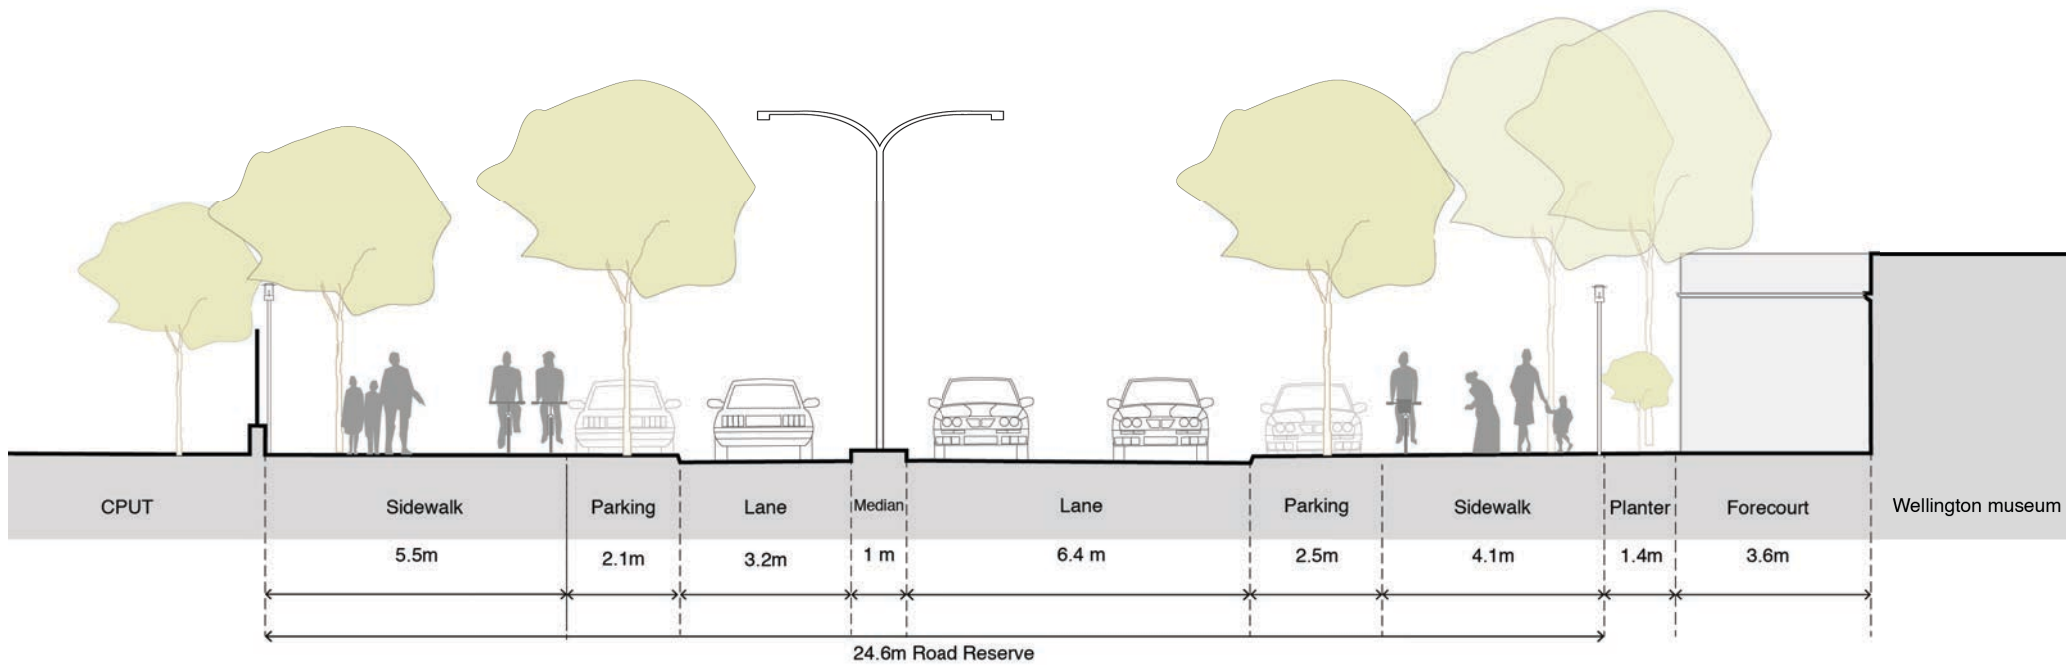 CPUT
Sidewalk
Parking
Lane
Median
Lane
Parking
Sidewalk
Planter
Forecourt
Wellington museum
5.5m
2.1m
3.2m
1 m
6.4 m
2.5m
4.1m
1.4m
3.6m
24.6m Road Reserve